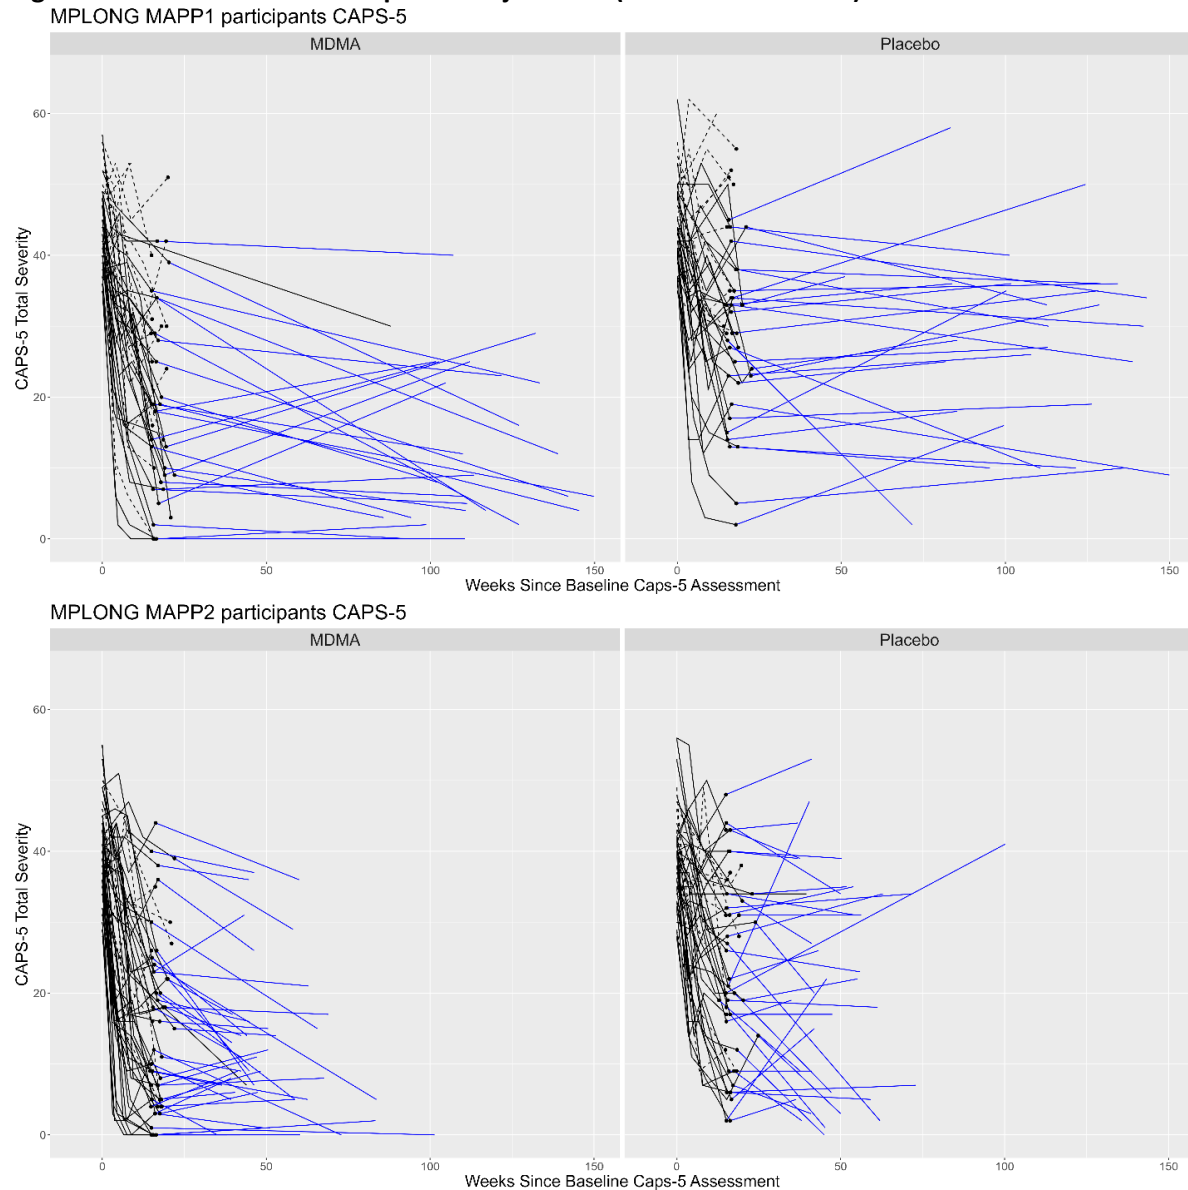 MPLONG MAPP1 participants CAPS-5
MDMA Placebo
CAPS-5 Total Severity
60
40
20
0
0 50 100 150 0 50 100 150
Weeks Since Baseline Caps-5 Assessment
MPLONG MAPP2 participants CAPS-5
MDMA Placebo
CAPS-5 Total Severity
60
40
20
0
0 50 100 150 0 50 100 150
Weeks Since Baseline Caps-5 Assessment